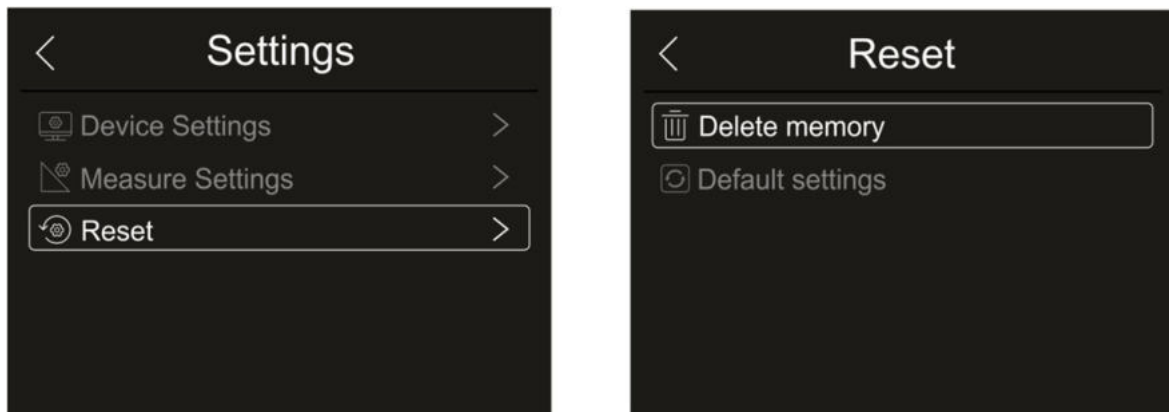 Settings
Device Settings
Measure Settings
Reset
Reset
Delete memory
Default settings